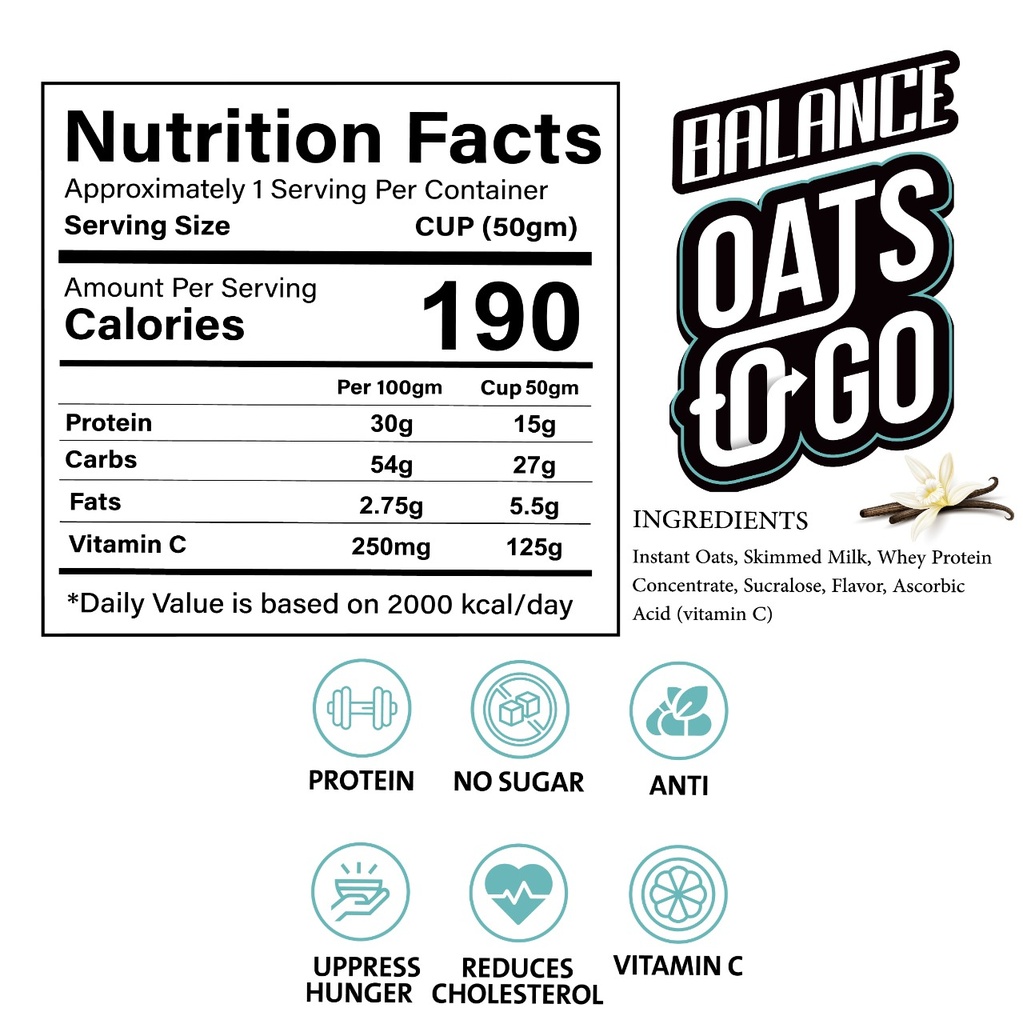 Nutrition Facts
Approximately 1 Serving Per Container
Serving Size CUP (50gm)
Amount Per Serving
Calories 190
Per 100gm Cup 50gm
Protein 30g 15g
Carbs 54g 27g
Fats 2.75g 5.5g
Vitamin C 250mg 125g
*Daily Value is based on 2000 kcal/day
BALANCE
OATS
TO GO
INGREDIENTS
Instant Oats, Skimmed Milk, Whey Protein
Concentrate, Sucralose, Flavor, Ascorbic
Acid (vitamin C)
PROTEIN
NO SUGAR
ANTI
UPPRESS
HUNGER
REDUCES
CHOLESTEROL
VITAMIN C